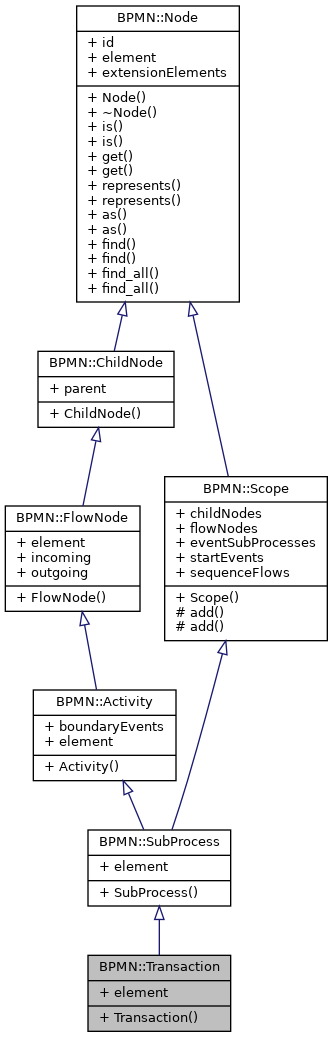 BPMN::Node
+ id
+ element
+ extensionElements
+ Node()
+ ~Node()
+ is()
+ is()
+ get()
+ get()
+ represents()
+ represents()
+ as()
+ as()
+ find()
+ find()
+ find_all()
+ find_all()
BPMN::ChildNode
+ parent
+ ChildNode()
BPMN::Scope
+ childNodes
+ flowNodes
+ eventSubProcesses
+ startEvents
+ sequenceFlows
+ Scope()
# add()
# add()
BPMN::FlowNode
+ element
+ incoming
+ outgoing
+ FlowNode()
BPMN::Activity
+ boundaryEvents
+ element
+ Activity()
BPMN::SubProcess
+ element
+ SubProcess()
BPMN::Transaction
+ element
+ Transaction()